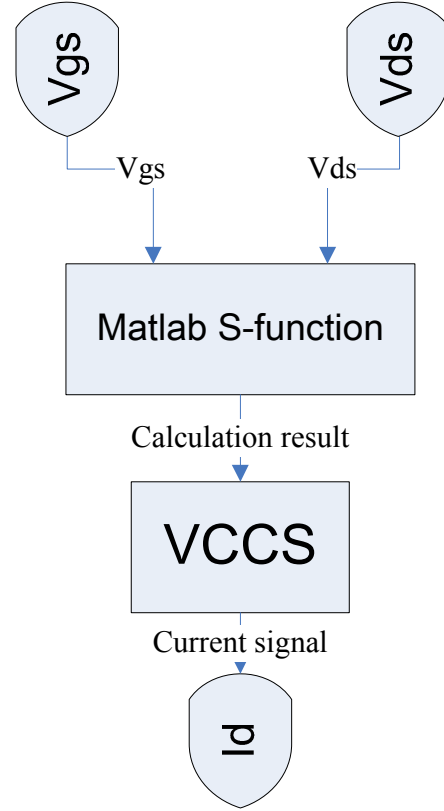 Vgs
Vds
Vgs
Vds
Matlab S-function
Calculation result
VCCS
Current signal
Id